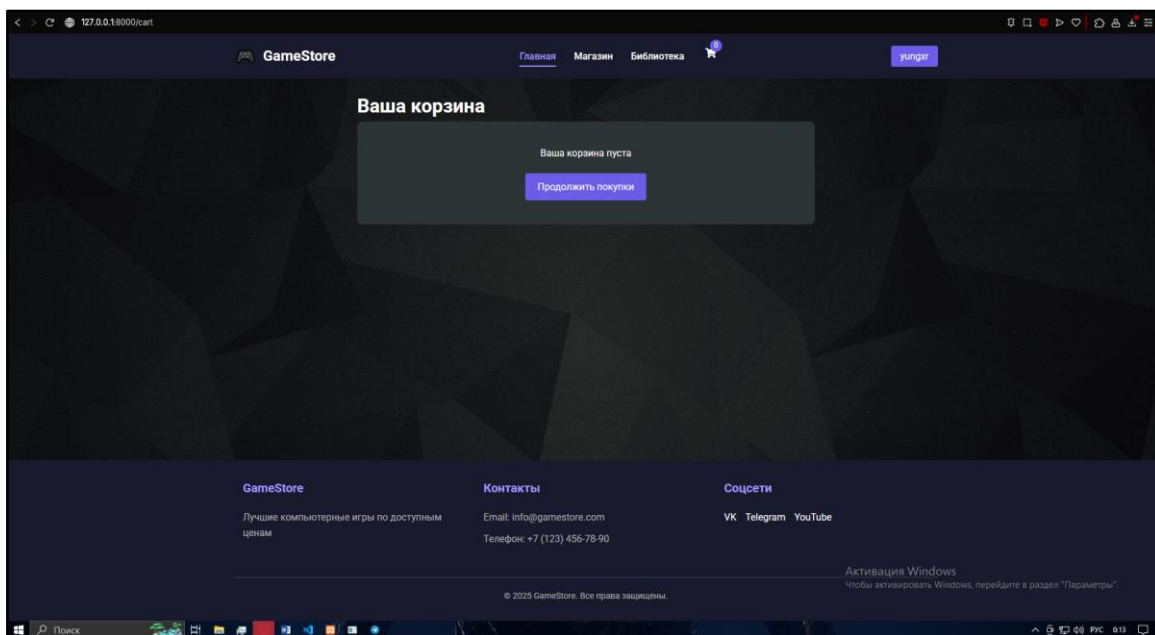 127.0.0.1:8000/cart
GameStore
Главная Магазин Библиотека 0
yungxr
Ваша корзина
Ваша корзина пуста
Продолжить покупки
GameStore Контакты Соцсети
Лучшие компьютерные игры по доступным Email: info@gamestore.com VK Telegram YouTube
ценам
Телефон: +7 (123) 456-78-90
Активация Windows
Чтобы активировать Windows, перейдите в раздел "Параметры".
© 2025 GameStore. Все права защищены.
Поиск
РУС 0:13